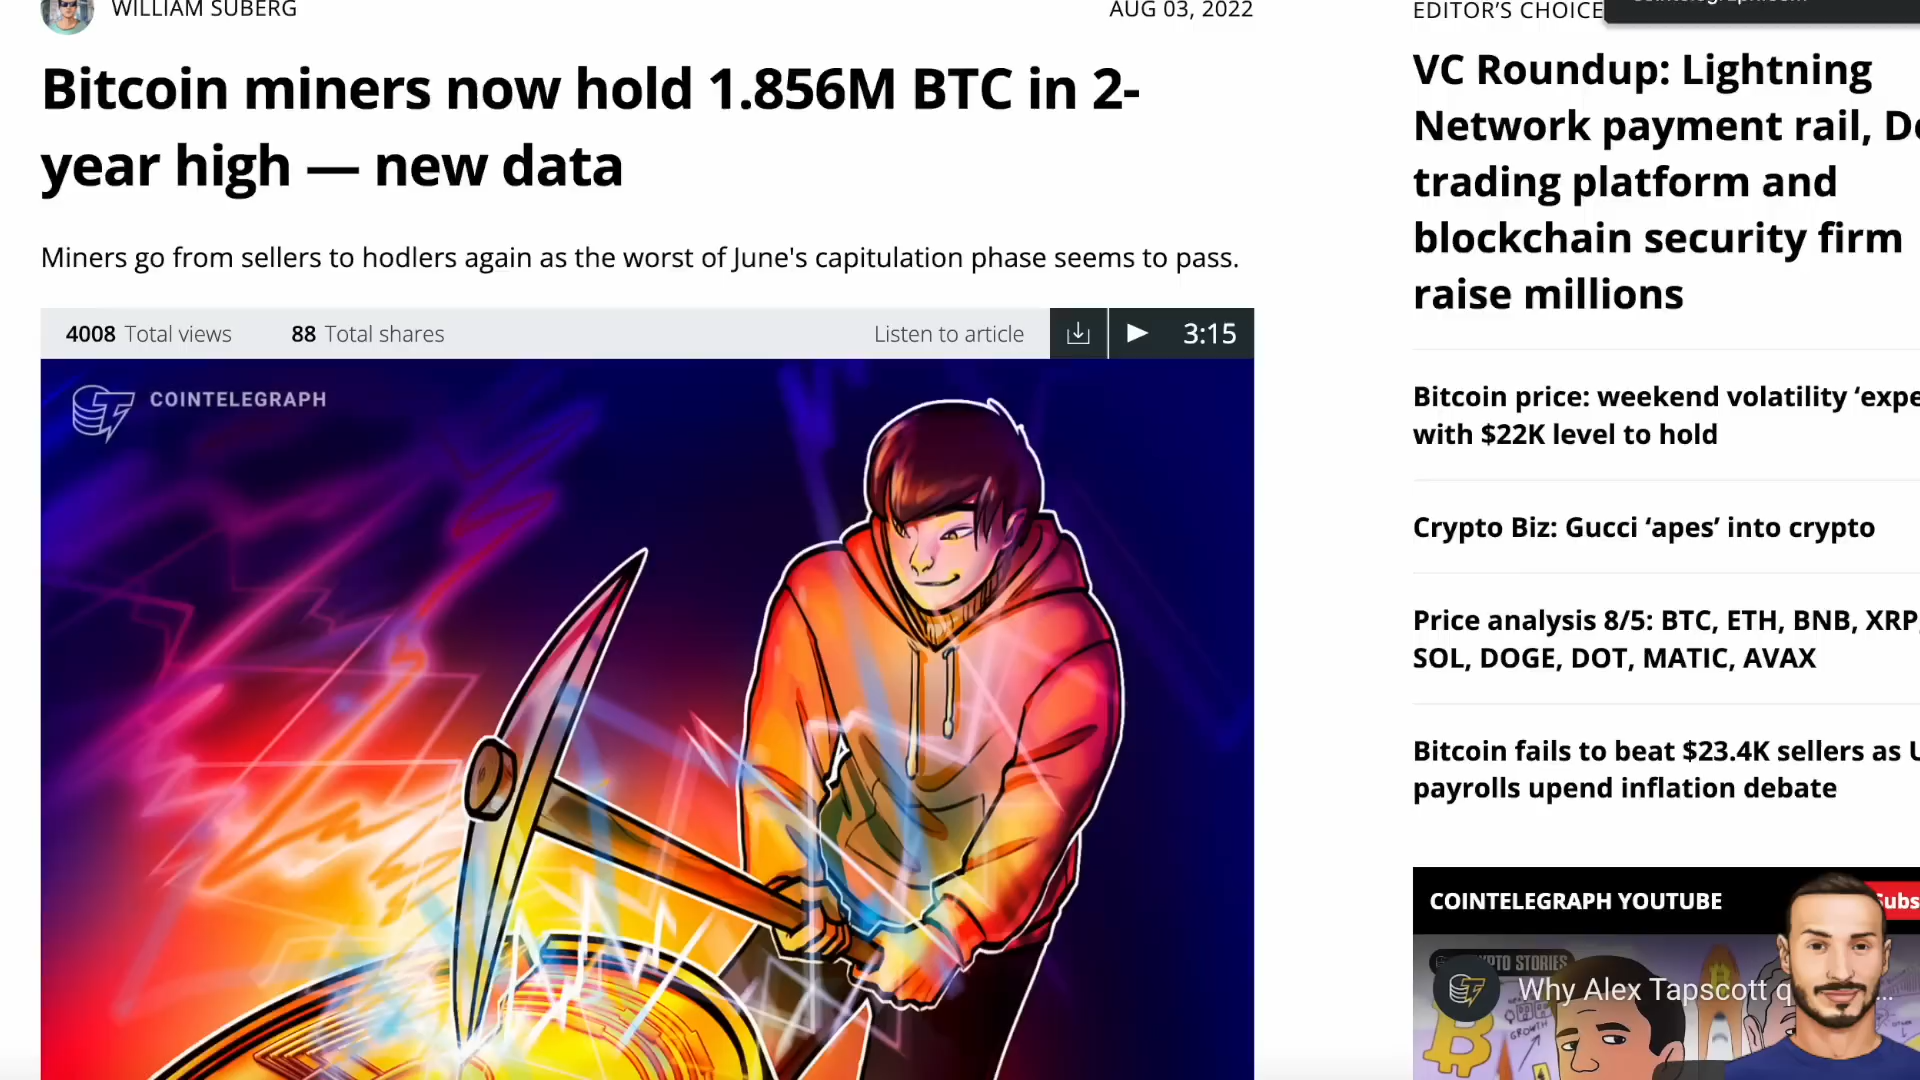 WILLIAM SUBERG
AUG 03, 2022
Bitcoin miners now hold 1.856M BTC in 2-
year high — new data
Miners go from sellers to hodlers again as the worst of June's capitulation phase seems to pass.
4008 Total views
88 Total shares
Listen to article
3:15
COINTELEGRAPH
EDITOR’S CHOICE
VC Roundup: Lightning
Network payment rail, De
trading platform and
blockchain security firm
raise millions
Bitcoin price: weekend volatility ‘expe
with $22K level to hold
Crypto Biz: Gucci ‘apes’ into crypto
Price analysis 8/5: BTC, ETH, BNB, XRP,
SOL, DOGE, DOT, MATIC, AVAX
Bitcoin fails to beat $23.4K sellers as U
payrolls upend inflation debate
COINTELEGRAPH YOUTUBE
Subs
PTO STORIES
Why Alex Tapscott q ...
GROWTH